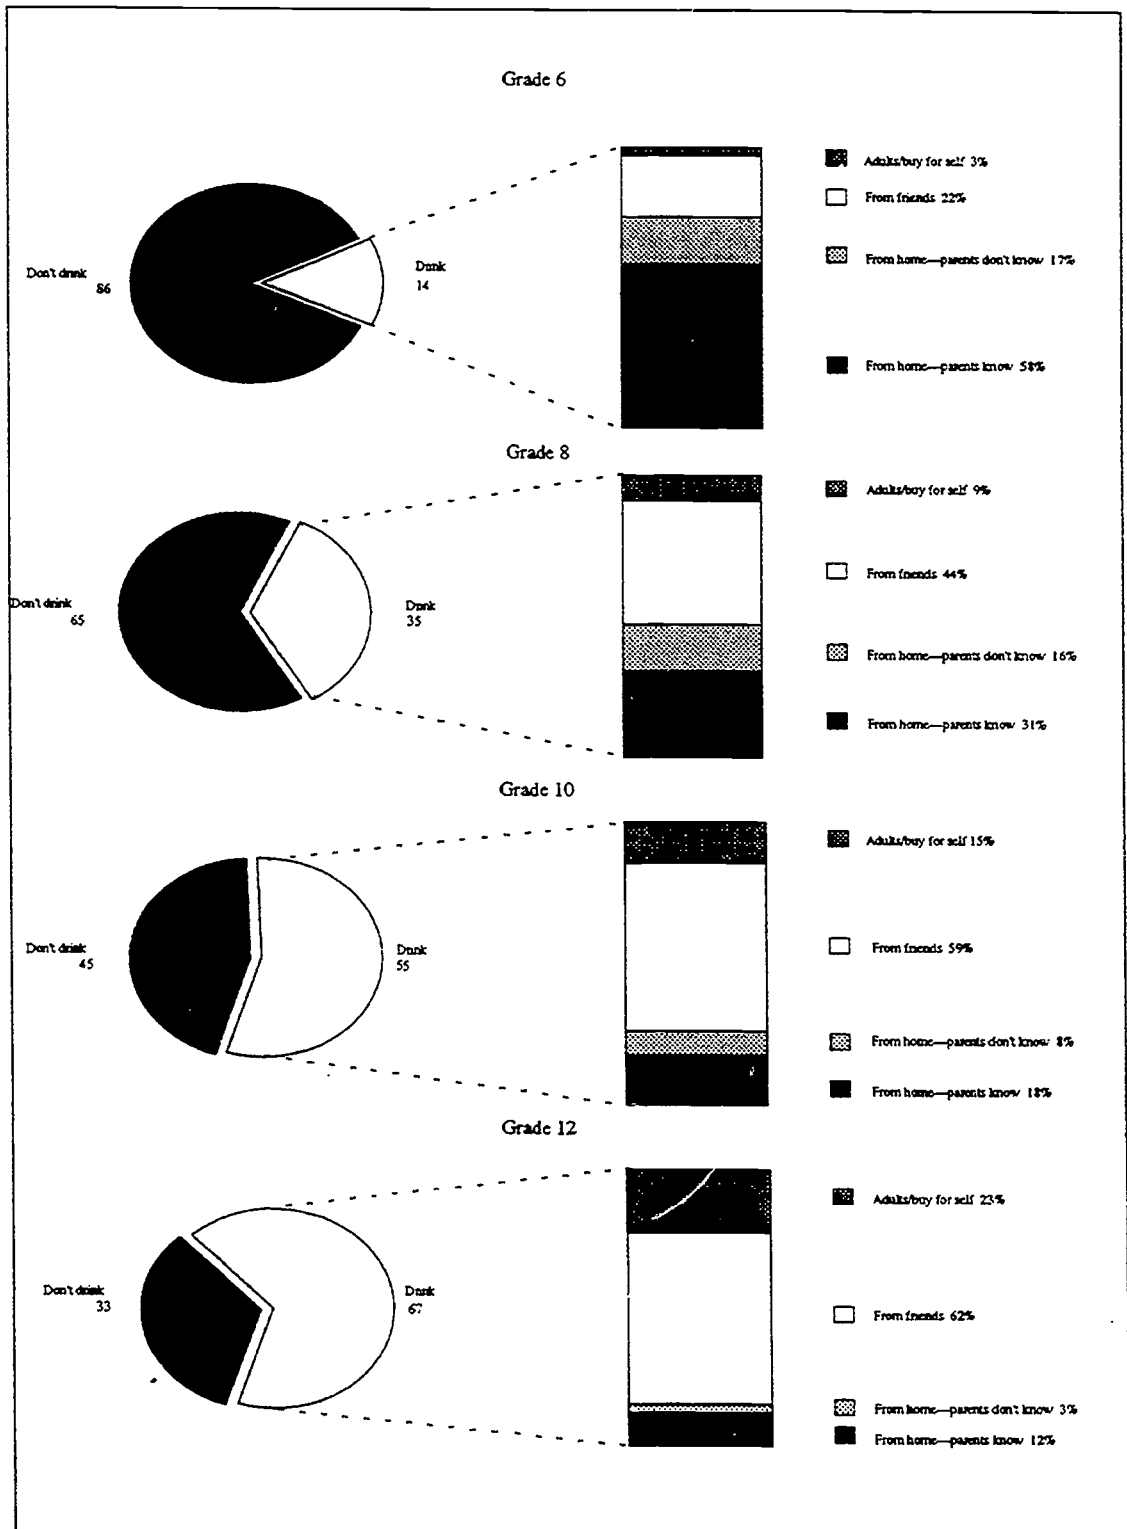 Grade 6
Adults/buy for self 3%
From friends 22%
Don't drink
86
Drink
14
From home—parents don't know 17%
From home—parents know 58%
Grade 8
Adults/buy for self 9%
From friends 44%
Don't drink
65
Drink
35
From home—parents don't know 16%
From home—parents know 31%
Grade 10
Adults/buy for self 15%
From friends 59%
Don't drink
45
Drink
55
From home—parents don't know 8%
From home—parents know 18%
Grade 12
Adults/buy for self 23%
Don't drink
33
Drink
67
From friends 62%
From home—parents don't know 3%
From home—parents know 12%